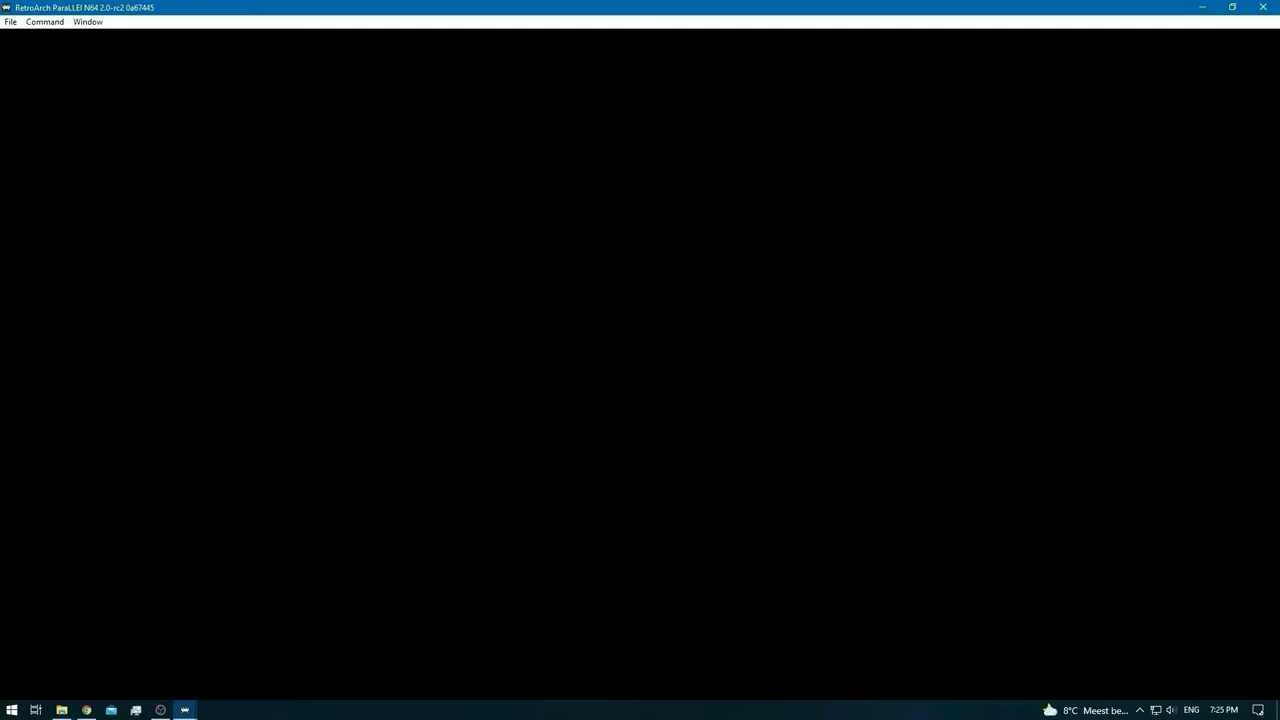 RetroArch ParaLLEl N64 2.0-rc2 0a67445
File Command Window
8°C Meest be... ENG 7:25 PM